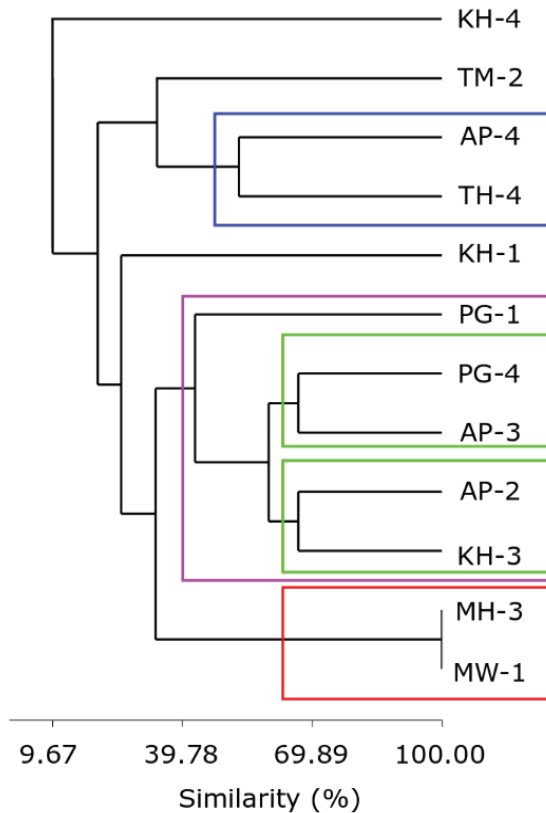 KH-4
TM-2
AP-4
TH-4
KH-1
PG-1
PG-4
AP-3
AP-2
KH-3
MH-3
MW-1
9.67 39.78 69.89 100.00
Similarity (%)